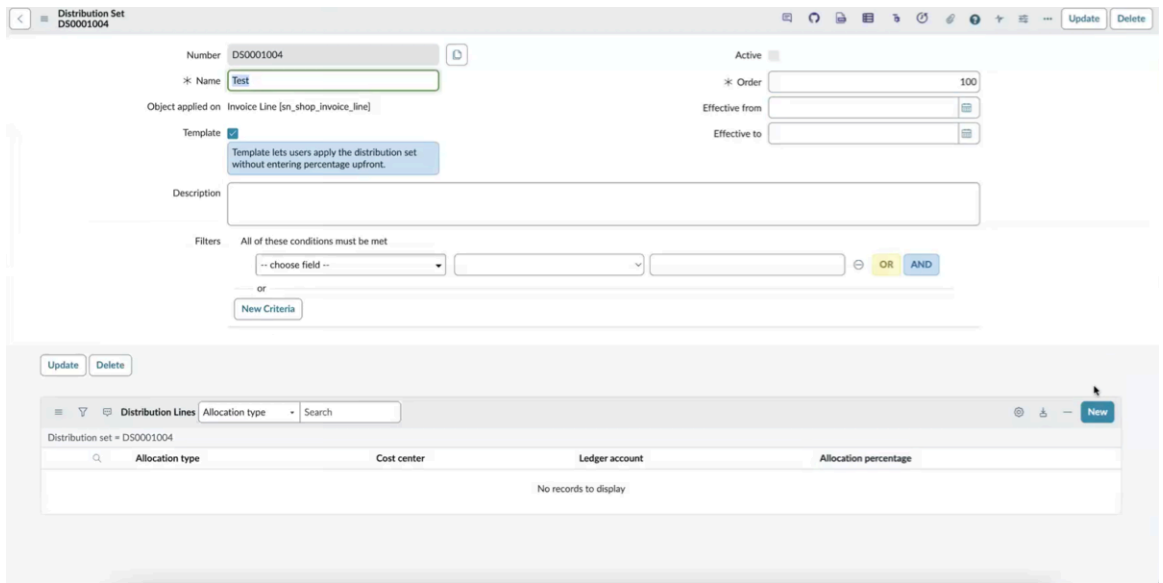 Distribution Set
DS0001004
Update
Delete
Number
DS0001004
Active
Name
Test
Order
100
Object applied on
Invoice Line [sn_shop_invoice_line]
Effective from
Template
Effective to
Template lets users apply the distribution set
without entering percentage upfront.
Description
Filters
All of these conditions must be met
-- choose field --
OR
AND
or
New Criteria
Update
Delete
Distribution Lines
Allocation type
Search
New
Distribution set = DS0001004
Allocation type
Cost center
Ledger account
Allocation percentage
No records to display